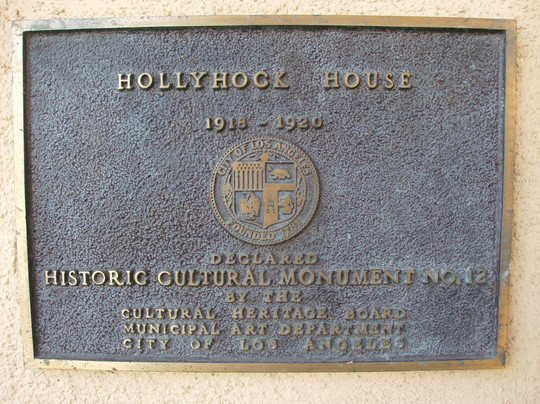 HOLLYHOCK HOUSE
1918 - 1920
CITY OF LOS ANGELES
FOUNDED 1781
DECLARED
HISTORIC CULTURAL MONUMENT NO. 12
BY THE
CULTURAL HERITAGE BOARD
MUNICIPAL ART DEPARTMENT
CITY OF LOS ANGELES